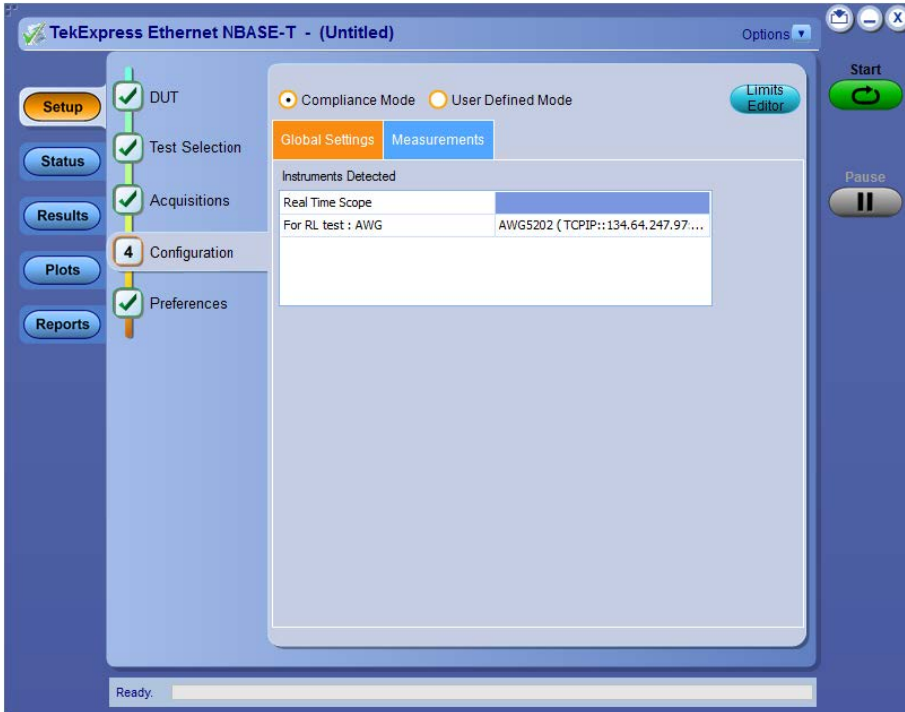 TekExpress Ethernet NBASE-T - (Untitled)
Options
Start
Pause
Setup
Status
Results
Plots
Reports
DUT
Test Selection
Acquisitions
4 Configuration
Preferences
Compliance Mode User Defined Mode
Limits
Editor
Global Settings Measurements
Instruments Detected
Real Time Scope
For RL test : AWG AWG5202 ( TCPIP::134.64.247.97:...
Ready.